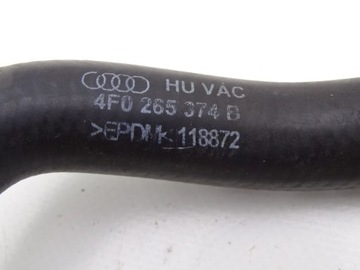 HU VAC
4F0 265 374 B
>EPDM< 118872